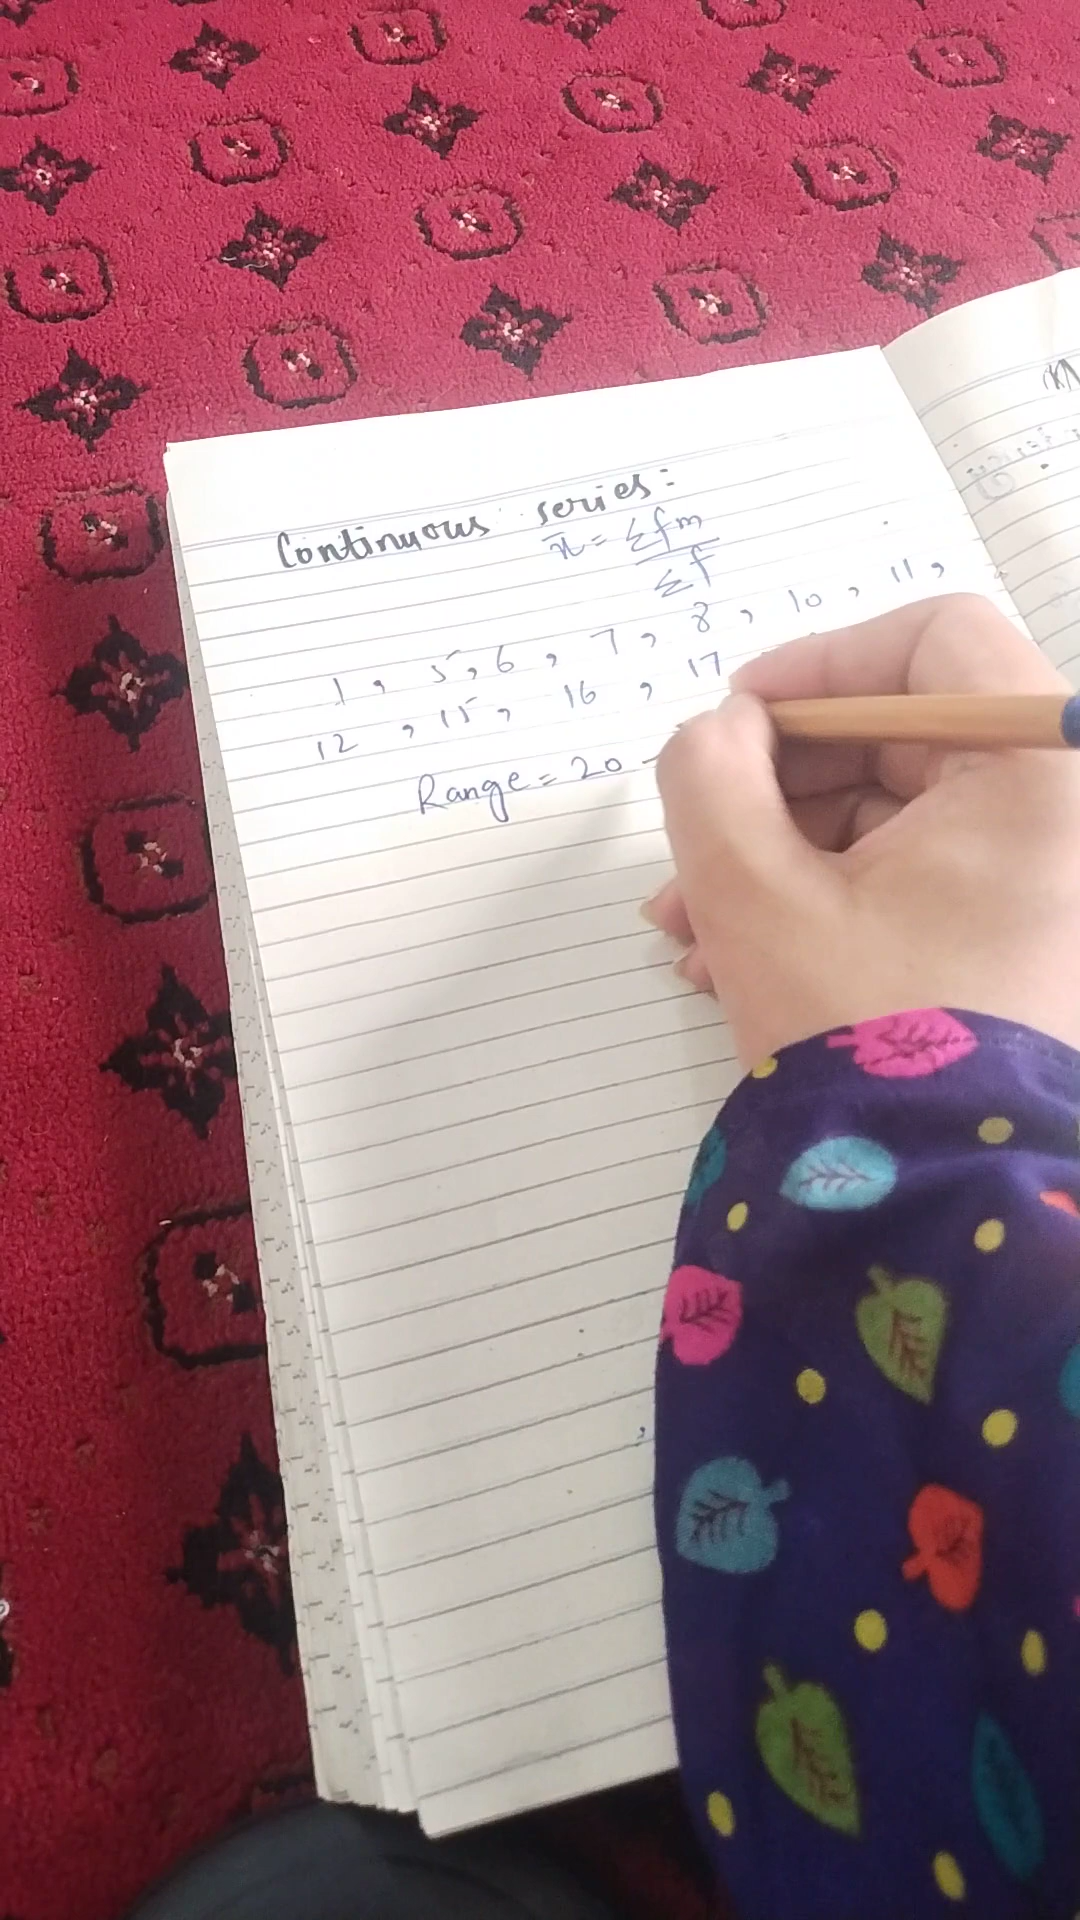 Continuous series:
x̄ = Σfm
Σf
1, 5, 6, 7, 8, 10, 11,
12, 15, 16, 17
Range = 20 -